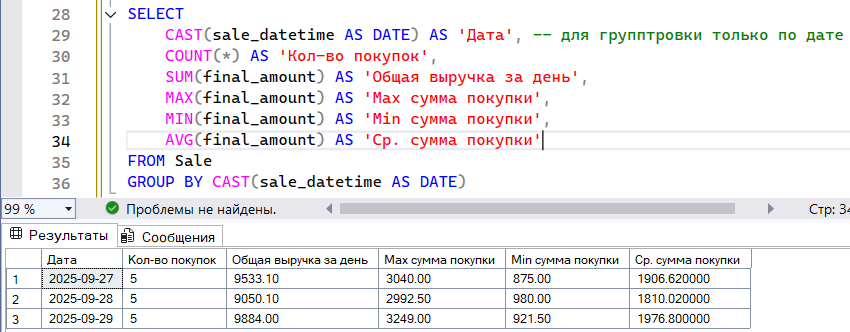 28 SELECT
29 CAST(sale_datetime AS DATE) AS 'Дата', -- для групптровки только по дате
30 COUNT(*) AS 'Кол-во покупок',
31 SUM(final_amount) AS 'Общая выручка за день',
32 MAX(final_amount) AS 'Max сумма покупки',
33 MIN(final_amount) AS 'Min сумма покупки',
34 AVG(final_amount) AS 'Ср. сумма покупки'
35 FROM Sale
36 GROUP BY CAST(sale_datetime AS DATE)
99 % Проблемы не найдены. Стр: 34
Результаты Сообщения
Дата Кол-во покупок Общая выручка за день Max сумма покупки Min сумма покупки Ср. сумма покупки
1 2025-09-27 5 9533.10 3040.00 875.00 1906.620000
2 2025-09-28 5 9050.10 2992.50 980.00 1810.020000
3 2025-09-29 5 9884.00 3249.00 921.50 1976.800000